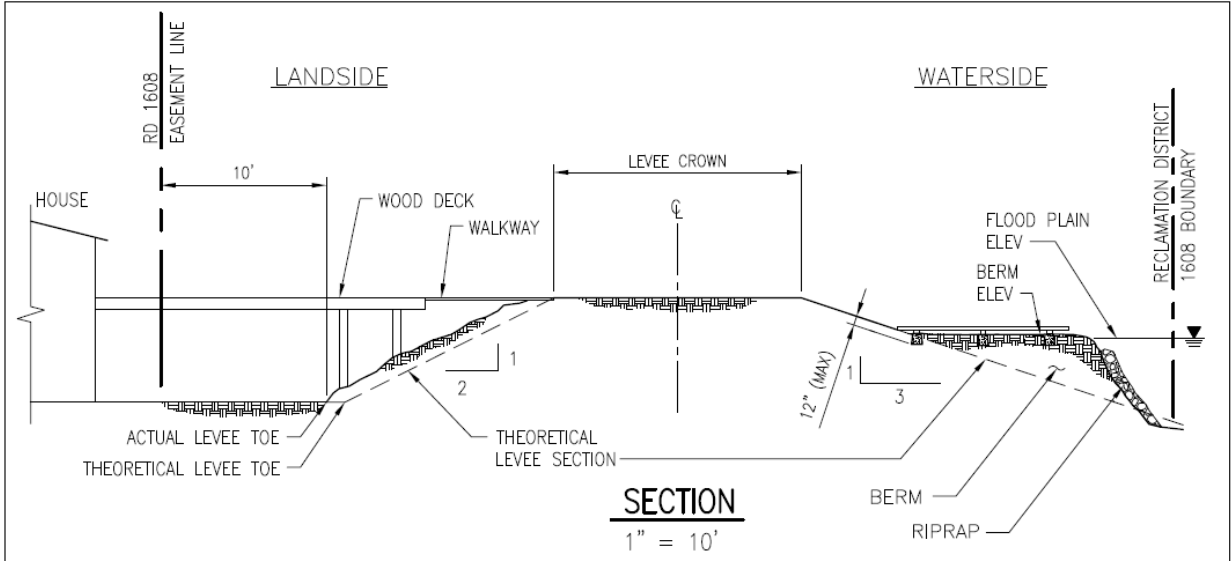 LANDSIDE
WATERSIDE
RD 1608
EASEMENT LINE
LEVEE CROWN
10'
HOUSE
WOOD DECK
WALKWAY
℄
FLOOD PLAIN
ELEV
BERM
ELEV
RECLAMATION DISTRICT
1608 BOUNDARY
1
2
12" (MAX)
1
3
ACTUAL LEVEE TOE
THEORETICAL LEVEE TOE
THEORETICAL
LEVEE SECTION
BERM
RIPRAP
SECTION
1" = 10'